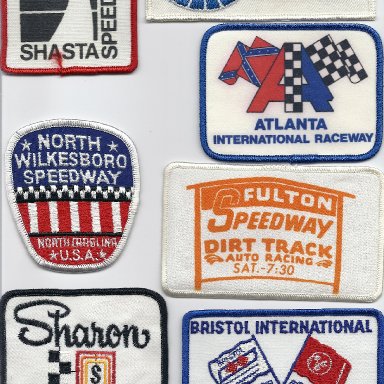 SHASTA
SPEED
ATLANTA
INTERNATIONAL RACEWAY
NORTH
WILKESBORO
SPEEDWAY
NORTH CAROLINA
U.S.A.
FULTON
SPEEDWAY
DIRT TRACK
AUTO RACING
SAT.-7:30
Sharon
S
BRISTOL INTERNATIONAL